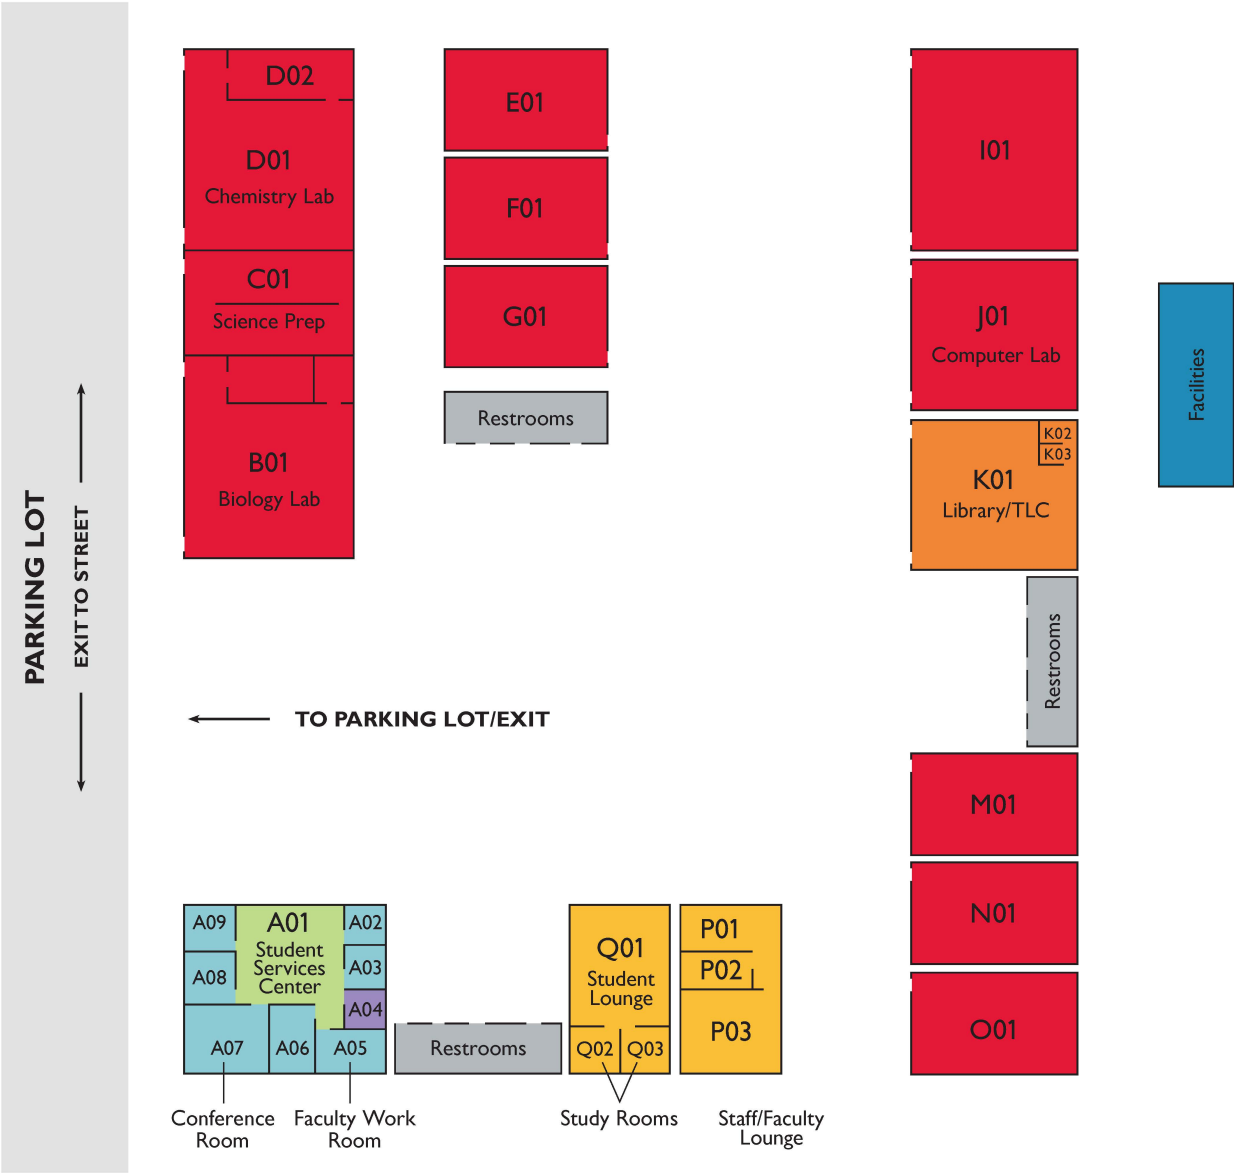 D02
D01
Chemistry Lab
C01
Science Prep
B01
Biology Lab
E01
F01
G01
Restrooms
I01
J01
Computer Lab
K02
K03
K01
Library/TLC
Facilities
Restrooms
PARKING LOT
EXIT TO STREET
TO PARKING LOT/EXIT
M01
N01
O01
A09
A01
Student
Services
Center
A02
A08
A03
A04
A07
A06
A05
Conference
Room
Faculty Work
Room
Restrooms
Q01
Student
Lounge
Q02
Q03
Study Rooms
P01
P02
P03
Staff/Faculty
Lounge